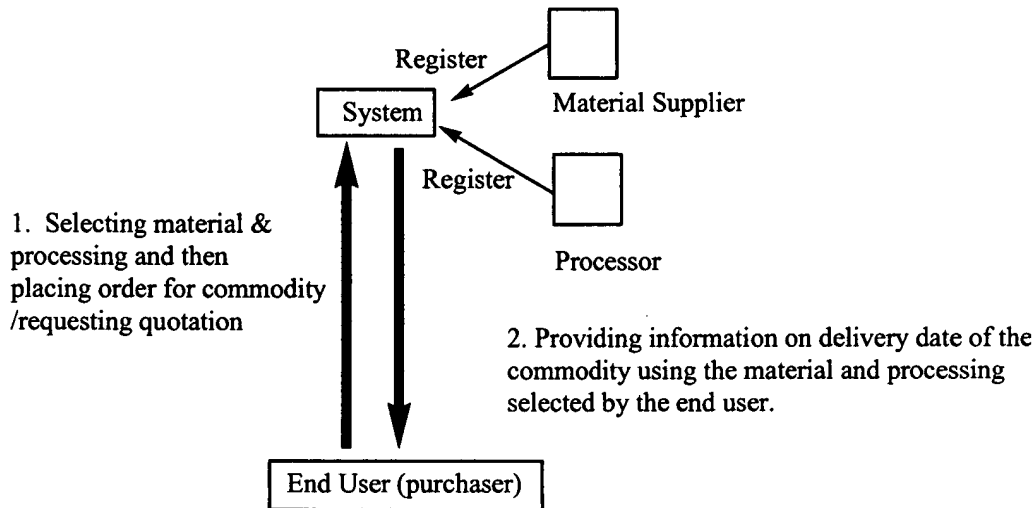 Register
Material Supplier
System
Register
1. Selecting material &
processing and then
placing order for commodity
/requesting quotation
Processor
2. Providing information on delivery date of the
commodity using the material and processing
selected by the end user.
End User (purchaser)